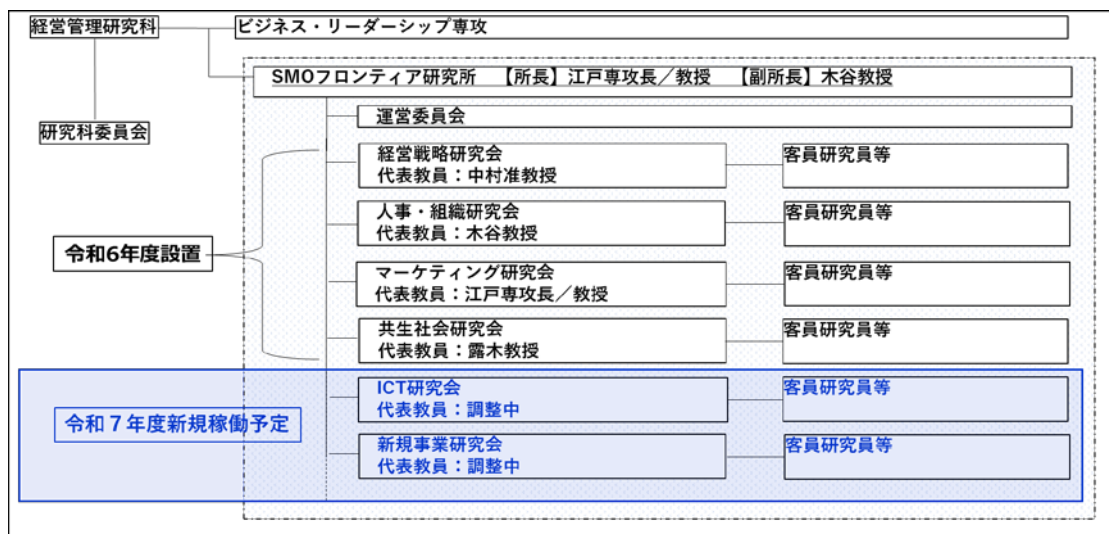 経営管理研究科
ビジネス・リーダーシップ専攻
SMOフロンティア研究所　【所長】江戸専攻長／教授　【副所長】木谷教授
運営委員会
研究科委員会
経営戦略研究会
代表教員：中村准教授
客員研究員等
人事・組織研究会
代表教員：木谷教授
客員研究員等
令和6年度設置
マーケティング研究会
代表教員：江戸専攻長／教授
客員研究員等
共生社会研究会
代表教員：露木教授
客員研究員等
令和７年度新規稼働予定
ICT研究会
代表教員：調整中
客員研究員等
新規事業研究会
代表教員：調整中
客員研究員等